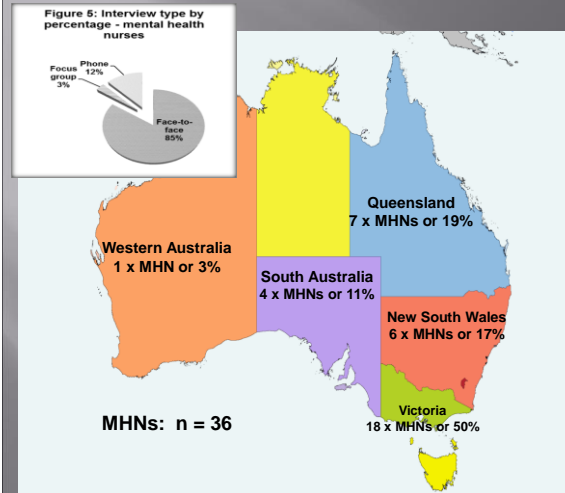 Figure 5: Interview type by
percentage - mental health
nurses
Focus
group
3%
Phone
12%
Face-to-
face
85%
Queensland
7 x MHNs or 19%
Western Australia
1 x MHN or 3%
South Australia
4 x MHNs or 11%
New South Wales
6 x MHNs or 17%
Victoria
18 x MHNs or 50%
MHNs:  n = 36